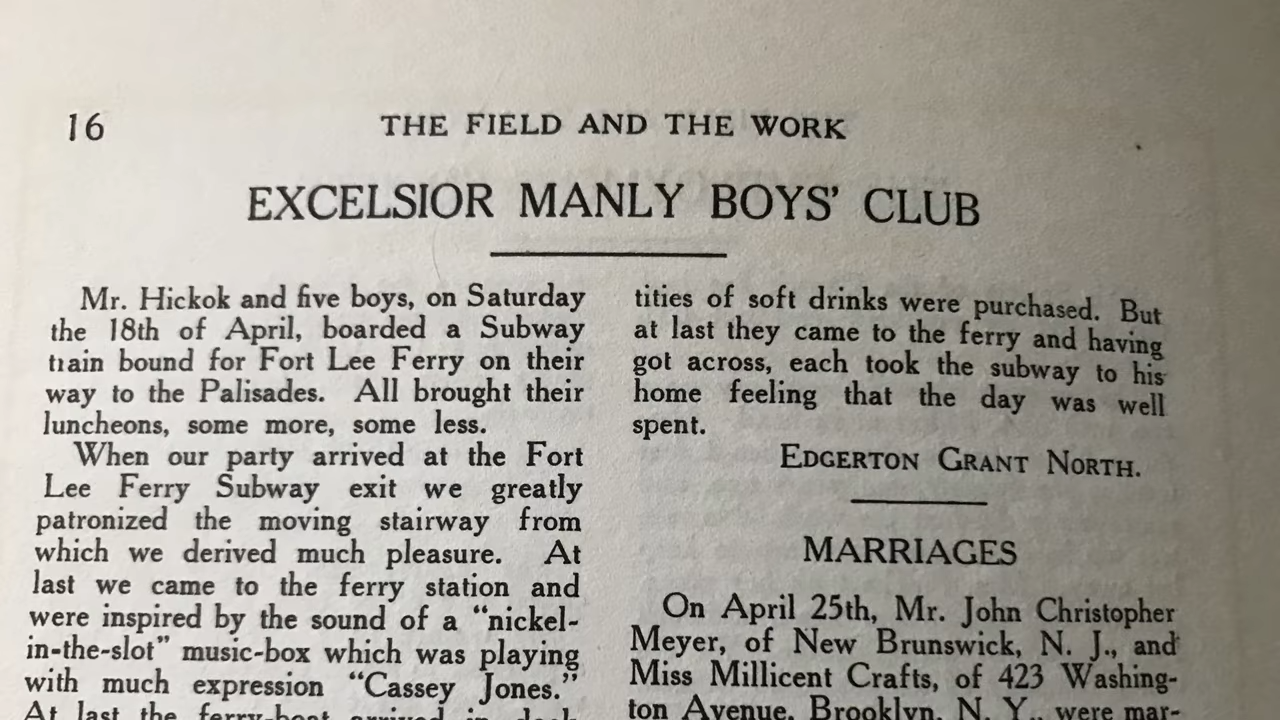 16
THE FIELD AND THE WORK
EXCELSIOR MANLY BOYS' CLUB
Mr. Hickok and five boys, on Saturday
the 18th of April, boarded a Subway
train bound for Fort Lee Ferry on their
way to the Palisades. All brought their
luncheons, some more, some less.
When our party arrived at the Fort
Lee Ferry Subway exit we greatly
patronized the moving stairway from
which we derived much pleasure. At
last we came to the ferry station and
were inspired by the sound of a “nickel-
in-the-slot” music-box which was playing
with much expression “Cassey Jones.”
At last the ferry-boat arrived in dock
tities of soft drinks were purchased. But
at last they came to the ferry and having
got across, each took the subway to his
home feeling that the day was well
spent.
EDGERTON GRANT NORTH.
MARRIAGES
On April 25th, Mr. John Christopher
Meyer, of New Brunswick, N. J., and
Miss Millicent Crafts, of 423 Washing-
ton Avenue, Brooklyn, N. Y., were mar-